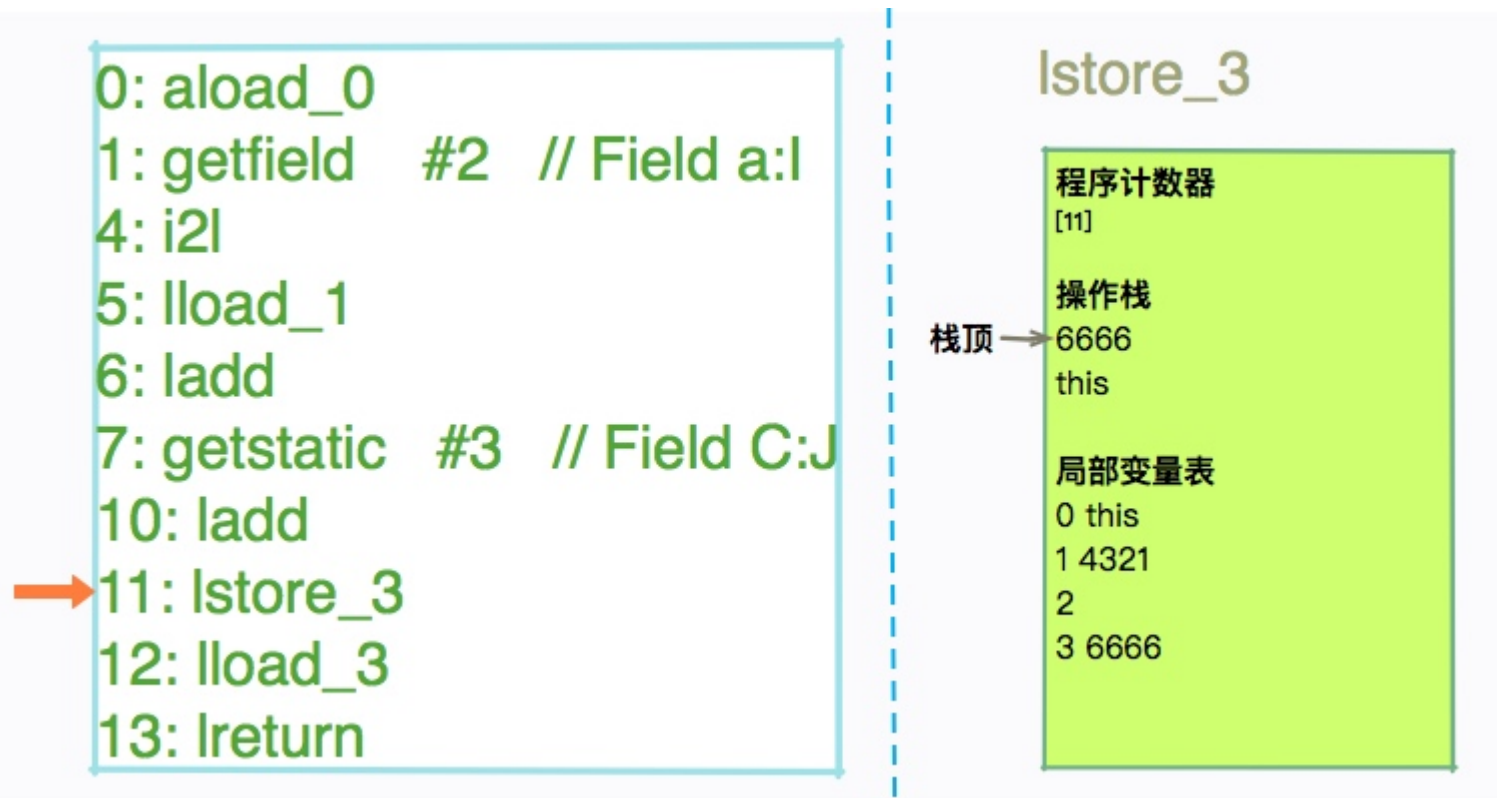 0: aload_0
1: getfield #2 // Field a:I
4: i2l
5: lload_1
6: ladd
7: getstatic #3 // Field C:J
10: ladd
11: lstore_3
12: lload_3
13: lreturn
lstore_3
程序计数器
[11]
操作栈
栈顶 6666
this
局部变量表
0 this
1 4321
2
3 6666